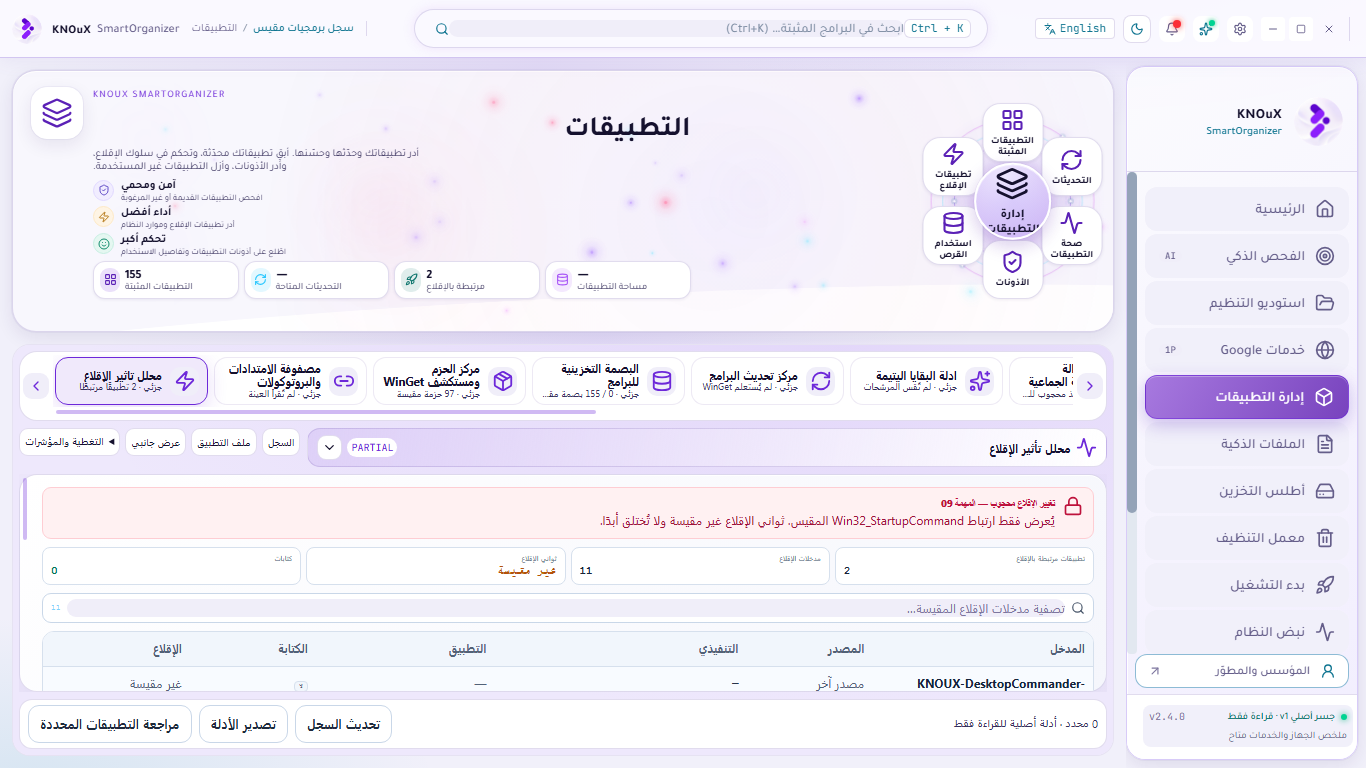 KNOuX SmartOrganizer التطبيقات / سجل برمجيات مقيس
ابحث في البرامج المثبتة... (Ctrl+K) Ctrl + K
English
KNOuX
SmartOrganizer
الرئيسية
الفحص الذكي AI
استوديو التنظيم
خدمات Google 1P
إدارة التطبيقات
الملفات الذكية
أطلس التخزين
معمل التنظيف
بدء التشغيل
نبض النظام
المؤسس والمطوّر
جسر أصلي v1 · قراءة فقط v2.4.0
ملخص الجهاز والخدمات متاح
KNOUX SMARTORGANIZER
التطبيقات
أدر تطبيقاتك وحدّثها وحسّنها. أبقِ تطبيقاتك محدّثة، وتحكم في سلوك الإقلاع،
وأدر الأذونات، وأزل التطبيقات غير المستخدمة.
آمن ومحمي
افحص التطبيقات القديمة أو غير المرغوبة
أداء أفضل
أدر تطبيقات الإقلاع وموارد النظام
تحكم أكبر
اطّلع على أذونات التطبيقات وتفاصيل الاستخدام
155
التطبيقات المثبتة
—
التحديثات المتاحة
2
مرتبطة بالإقلاع
—
مساحة التطبيقات
التطبيقات المثبتة
التحديثات
صحة التطبيقات
الأذونات
استخدام القرص
تطبيقات الإقلاع
إدارة التطبيقات
محلل تأثير الإقلاع
جزئي · 2 تطبيقًا مرتبطًا
مصفوفة الامتدادات والبروتوكولات
جزئي · لم تُقرأ العينة
مركز الحزم ومستكشف WinGet
جزئي · 97 حزمة مقيسة
البصمة التخزينية للبرامج
جزئي · 0 / 155 بصمة مقـ...
مركز تحديث البرامج
جزئي · لم يُستعلم WinGet
ادلة البقايا اليتيمة
جزئي · لم تُقس المرشحات
الجماعية
محجوب للـ...
محلل تأثير الإقلاع PARTIAL
السجل
ملف التطبيق
عرض جانبي
◂ التغطية والمؤشرات
تغيير الإقلاع محجوب — المهمة 09
يُعرض فقط ارتباط Win32_StartupCommand المقيس. ثواني الإقلاع غير مقيسة ولا تُختلق أبدًا.
تطبيقات مرتبطة بالإقلاع
2
مدخلات الإقلاع
11
ثواني الإقلاع
غير مقيسة
كتابات
0
تصفية مدخلات الإقلاع المقيسة... 11
المدخل المصدر التنفيذي التطبيق الكتابة الإقلاع
KNOUX-DesktopCommander- مصدر آخر – — غير مقيسة
0 محدد · أدلة أصلية للقراءة فقط
تحديث السجل
تصدير الأدلة
مراجعة التطبيقات المحددة